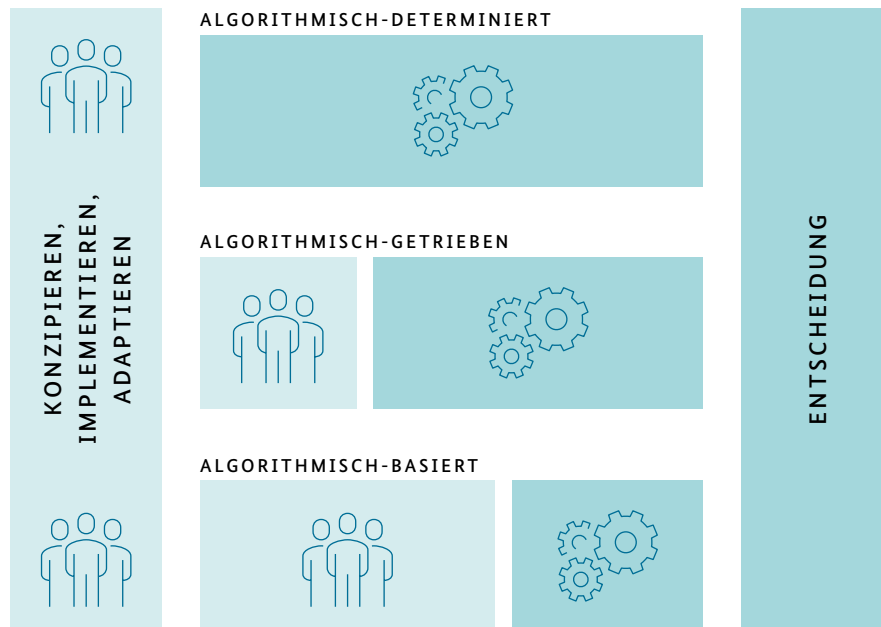 ALGORITHMISCH-DETERMINIERT
KONZIPIEREN,
IMPLEMENTIEREN,
ADAPTIEREN
ALGORITHMISCH-GETRIEBEN
ALGORITHMISCH-BASIERT
ENTSCHEIDUNG